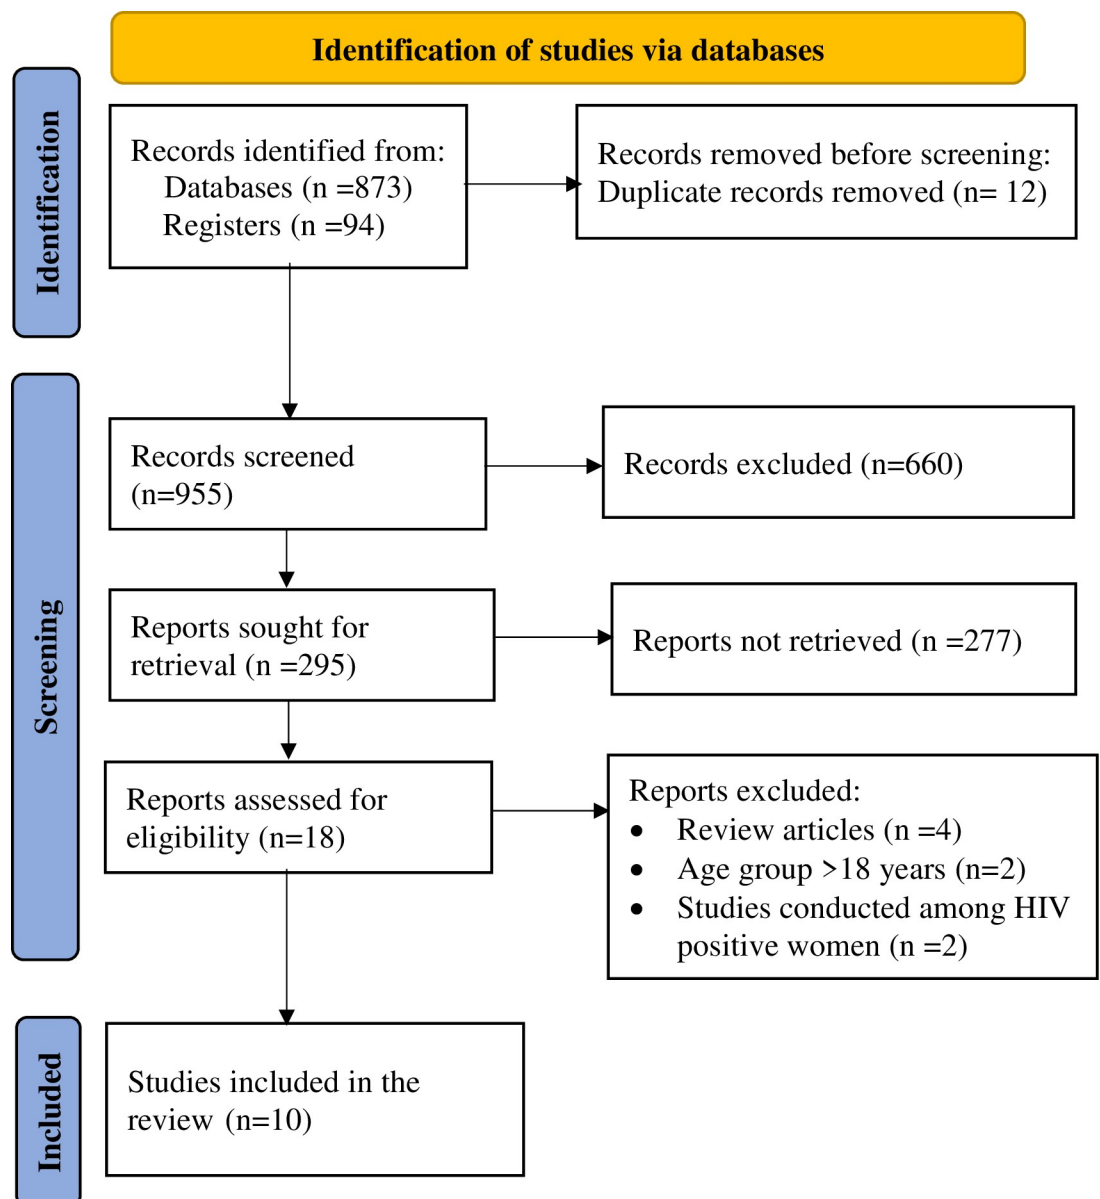 Identification of studies via databases
Identification
Records identified from:
Databases (n =873)
Registers (n =94)
Records removed before screening:
Duplicate records removed (n= 12)
Screening
Records screened
(n=955)
Records excluded (n=660)
Reports sought for
retrieval (n =295)
Reports not retrieved (n =277)
Reports assessed for
eligibility (n=18)
Reports excluded:
• Review articles (n =4)
• Age group >18 years (n=2)
• Studies conducted among HIV
positive women (n =2)
Included
Studies included in the
review (n=10)